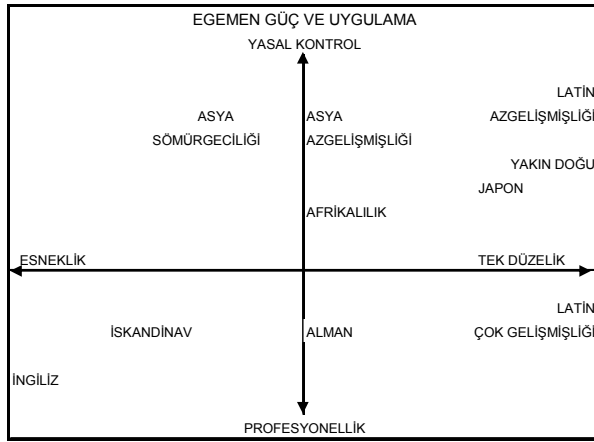 EGEMEN GÜÇ VE UYGULAMA
YASAL KONTROL
LATİN
ASYA ASYA AZGELİŞMİŞLİĞİ
SÖMÜRGECİLİĞİ AZGELİŞMİŞLİĞİ
YAKIN DOĞU
JAPON
AFRİKALILIK
ESNEKLİK TEK DÜZELİK
LATİN
İSKANDİNAV ALMAN ÇOK GELİŞMİŞLİĞİ
İNGİLİZ
PROFESYONELLİK